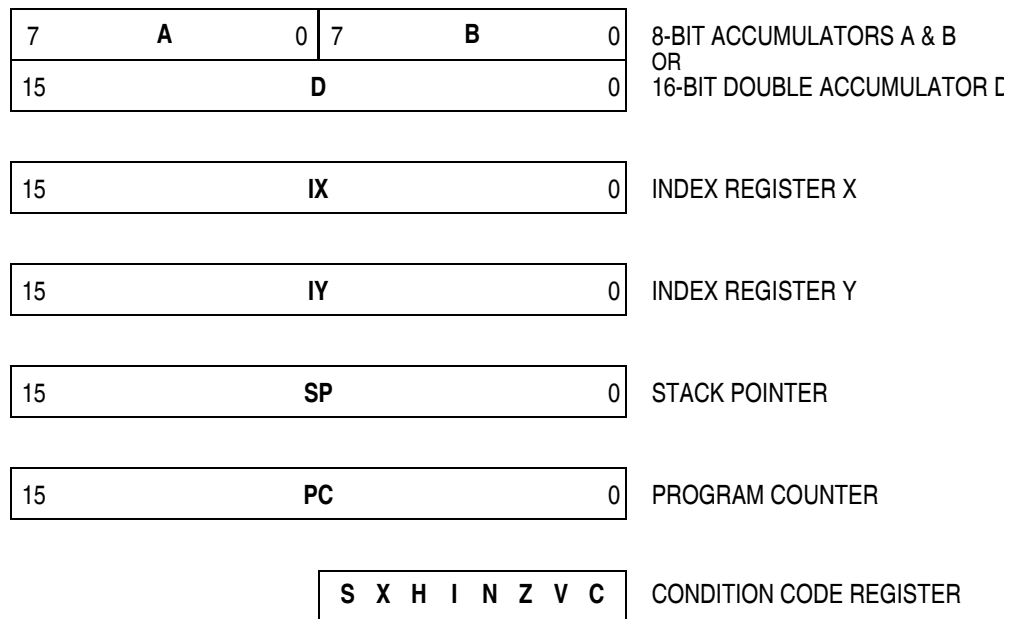 7 A 0 7 B 0 8-BIT ACCUMULATORS A & B
OR
15 D 0 16-BIT DOUBLE ACCUMULATOR
15 IX 0 INDEX REGISTER X
15 IY 0 INDEX REGISTER Y
15 SP 0 STACK POINTER
15 PC 0 PROGRAM COUNTER
S X H I N Z V C CONDITION CODE REGISTER